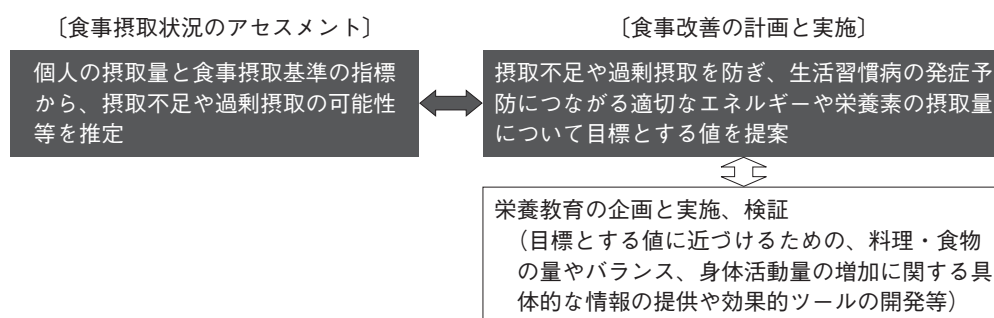 〔食事摂取状況のアセスメント〕
個人の摂取量と食事摂取基準の指標
から、摂取不足や過剰摂取の可能性
等を推定
〔食事改善の計画と実施〕
摂取不足や過剰摂取を防ぎ、生活習慣病の発症予
防につながる適切なエネルギーや栄養素の摂取量
について目標とする値を提案
栄養教育の企画と実施、検証
（目標とする値に近づけるための、料理・食物
の量やバランス、身体活動量の増加に関する具
体的な情報の提供や効果的ツールの開発等）